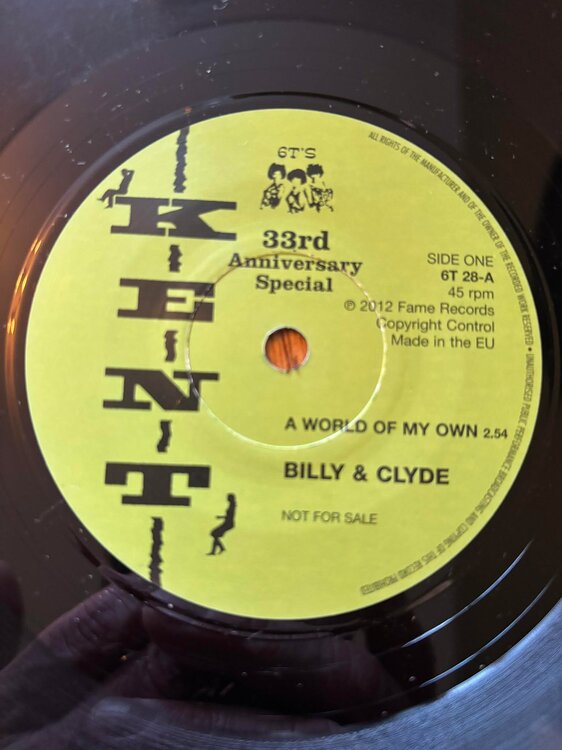 6T'S
33rd
Anniversary
Special
KENT
SIDE ONE
6T 28-A
45 rpm
℗ 2012 Fame Records
Copyright Control
Made in the EU
A WORLD OF MY OWN 2.54
BILLY & CLYDE
NOT FOR SALE
ALL RIGHTS OF THE MANUFACTURER AND OF THE OWNER OF THE RECORDED WORK RESERVED • UNAUTHORISED PUBLIC PERFORMANCE BROADCASTING AND COPYING OF THIS RECORD PROHIBITED